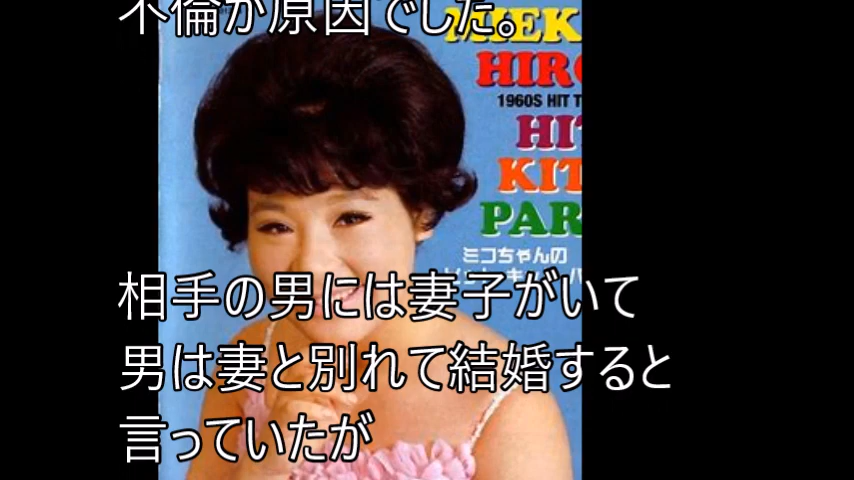 不倫が原因でした。
MIEK
HIRO
1960S HIT T
HIT
KIT
PAR
ミコちゃんの
相手の男には妻子がいて
男は妻と別れて結婚すると
言っていたが